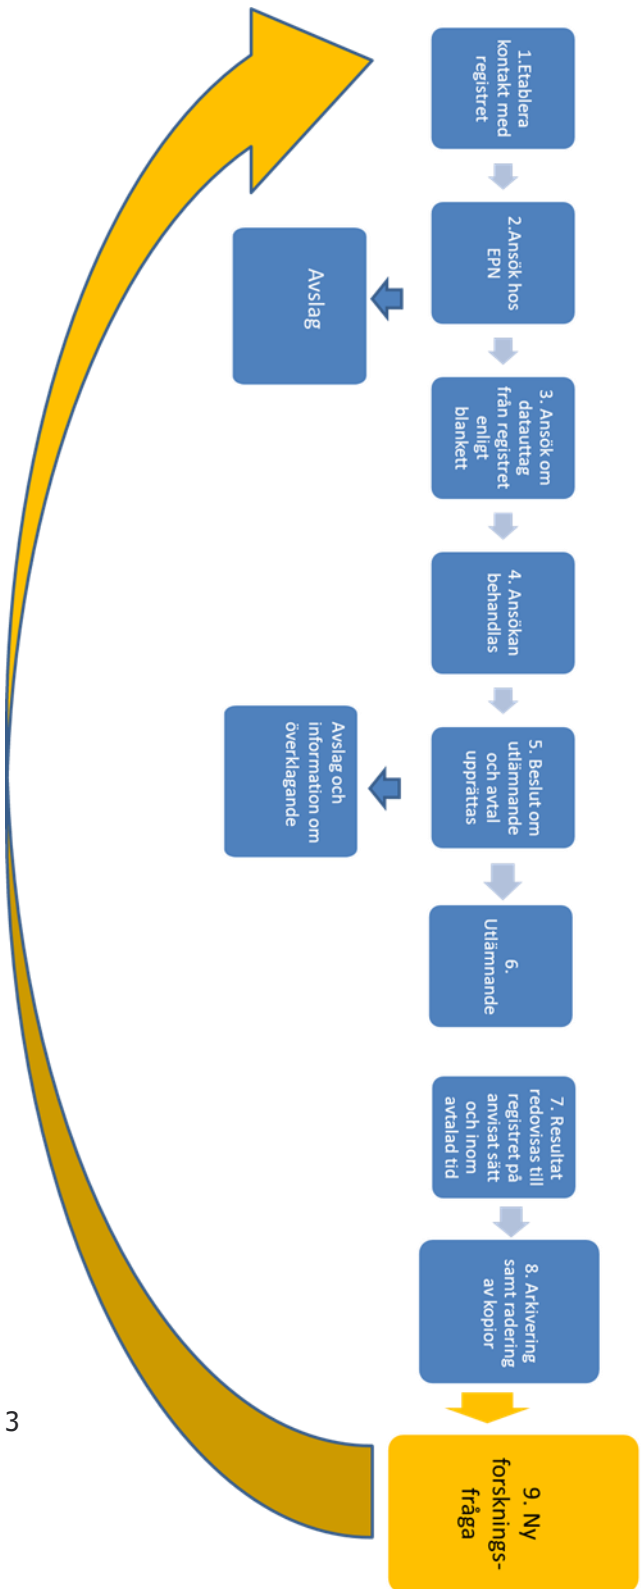 1.Etablera
kontakt med
registret
2.Ansök hos
EPN
Avslag
3. Ansök om
datauttag
från registret
enligt
blankett
4. Ansökan
behandlas
5. Beslut om
utlämnande
och avtal
upprättas
Avslag och
information om
överklagande
6.
Utlämnande
7. Resultat
redovisas till
registret på
anvisat sätt
och inom
avtalad tid
8. Arkivering
samt radering
av kopior
9. Ny
forsknings-
fråga
3